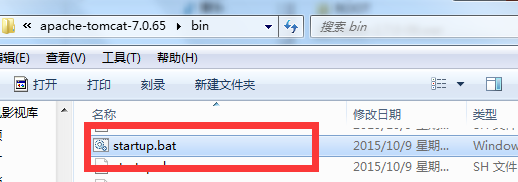 « apache-tomcat-7.0.65 ▸ bin
搜索 bin
编辑(E) 查看(V) 工具(T) 帮助(H)
打开 打印 刻录 新建文件夹
名称 修改日期 类型
影视库
startup.bat 2015/10/9 星期... Window
2015/10/9 星期... SH 文件